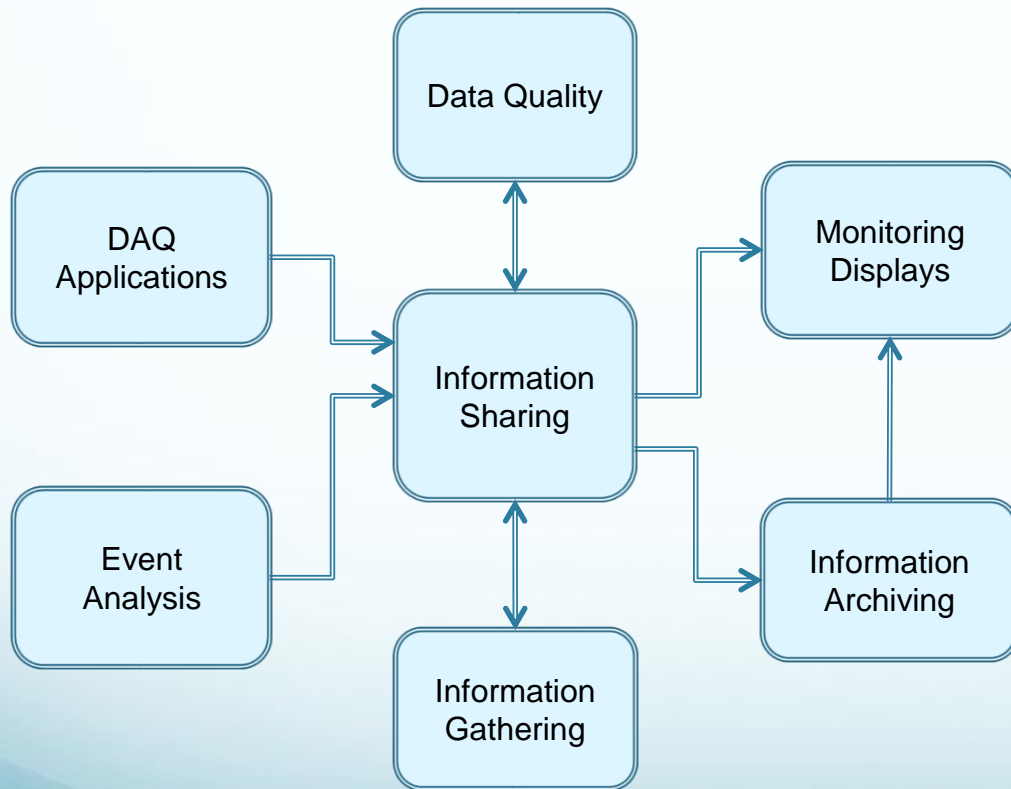 Data Quality
DAQ
Applications
Monitoring
Displays
Information
Sharing
Event
Analysis
Information
Archiving
Information
Gathering